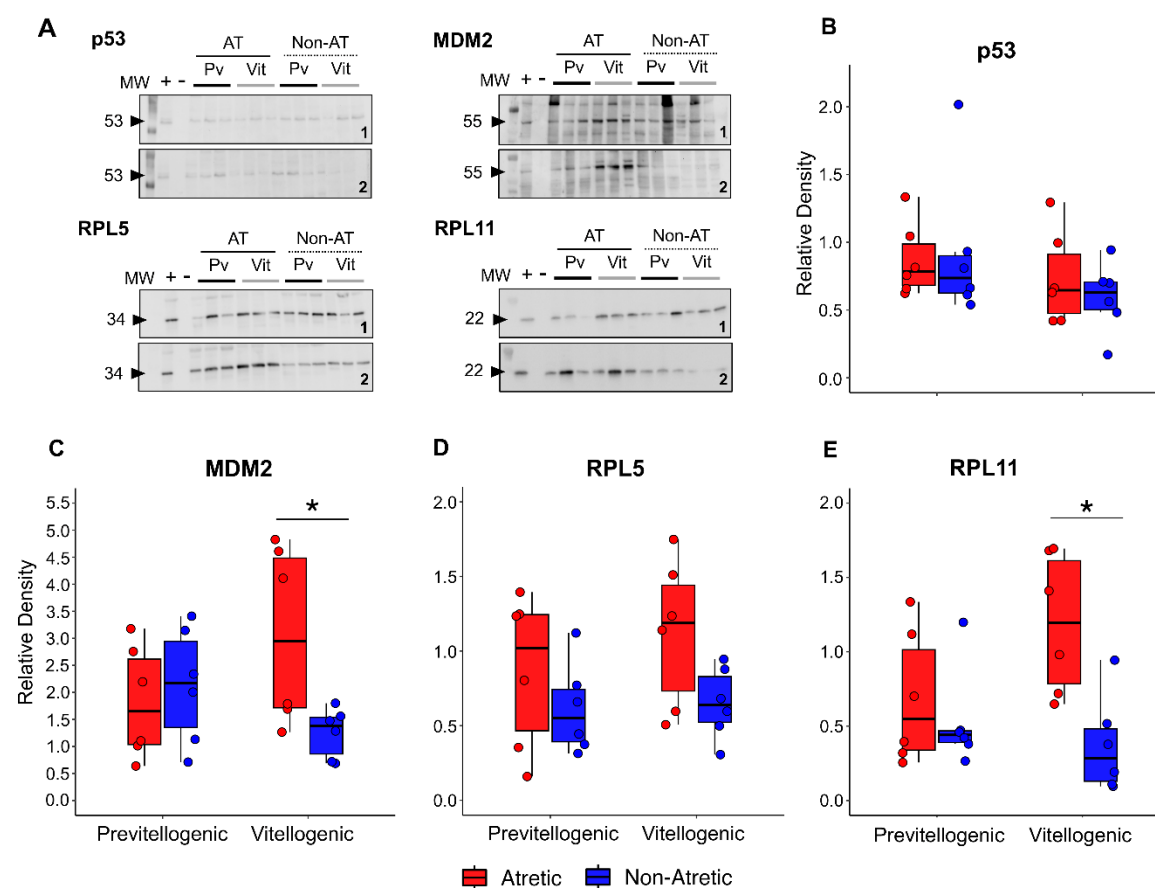 A
p53
AT Non-AT
Pv Vit Pv Vit
MW + -
53 1
53 2
MDM2
AT Non-AT
Pv Vit Pv Vit
MW + -
55 1
55 2
RPL5
AT Non-AT
Pv Vit Pv Vit
MW + -
34 1
34 2
RPL11
AT Non-AT
Pv Vit Pv Vit
MW + -
22 1
22 2
B
p53
Relative Density
2.0
1.5
1.0
0.5
0.0
C
MDM2
Relative Density
5.5
5.0
4.5
4.0
3.5
3.0
2.5
2.0
1.5
1.0
0.5
0.0
*
Previtellogenic Vitellogenic
D
RPL5
2.0
1.5
1.0
0.5
0.0
Previtellogenic Vitellogenic
E
RPL11
2.0
1.5
1.0
0.5
0.0
*
Previtellogenic Vitellogenic
Atretic Non-Atretic